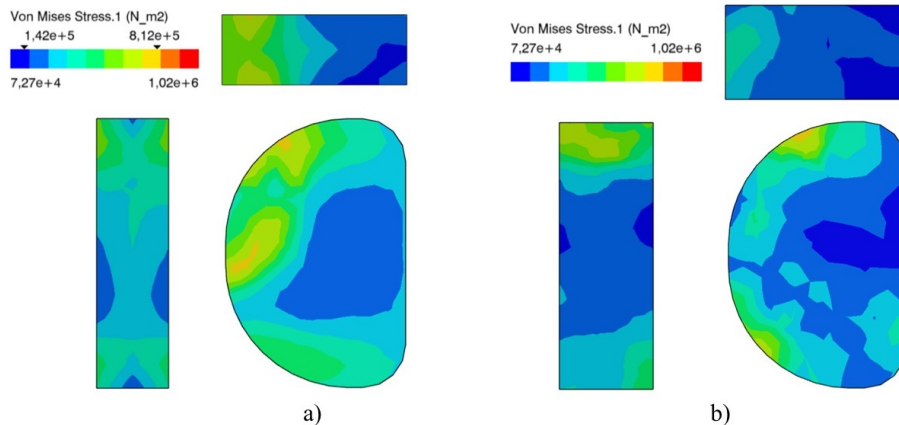 Von Mises Stress.1 (N_m2)
1,42e+5 8,12e+5
7,27e+4 1,02e+6
Von Mises Stress.1 (N_m2)
7,27e+4 1,02e+6
a) b)